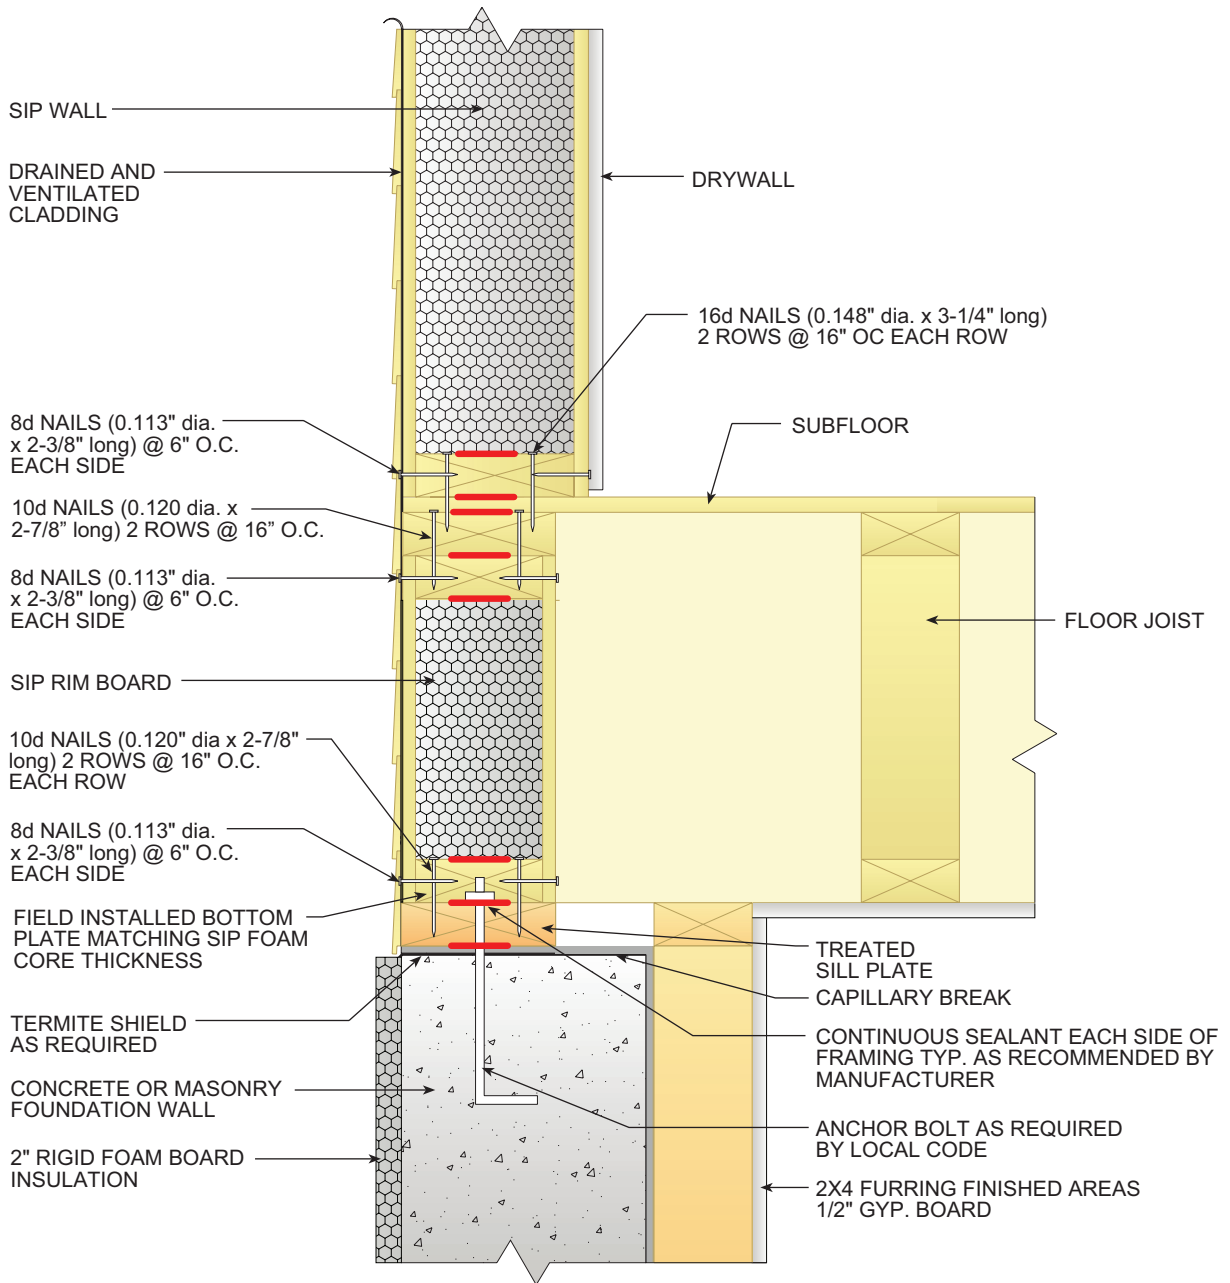 SIP WALL
DRAINED AND
VENTILATED
CLADDING
DRYWALL
16d NAILS (0.148" dia. x 3-1/4" long)
2 ROWS @ 16" OC EACH ROW
8d NAILS (0.113" dia.
x 2-3/8" long) @ 6" O.C.
EACH SIDE
SUBFLOOR
10d NAILS (0.120 dia. x
2-7/8” long) 2 ROWS @ 16” O.C.
8d NAILS (0.113" dia.
x 2-3/8" long) @ 6" O.C.
EACH SIDE
FLOOR JOIST
SIP RIM BOARD
10d NAILS (0.120" dia x 2-7/8"
long) 2 ROWS @ 16" O.C.
EACH ROW
8d NAILS (0.113" dia.
x 2-3/8" long) @ 6" O.C.
EACH SIDE
FIELD INSTALLED BOTTOM
PLATE MATCHING SIP FOAM
CORE THICKNESS
TREATED
SILL PLATE
CAPILLARY BREAK
TERMITE SHIELD
AS REQUIRED
CONTINUOUS SEALANT EACH SIDE OF
FRAMING TYP. AS RECOMMENDED BY
MANUFACTURER
CONCRETE OR MASONRY
FOUNDATION WALL
ANCHOR BOLT AS REQUIRED
BY LOCAL CODE
2" RIGID FOAM BOARD
INSULATION
2X4 FURRING FINISHED AREAS
1/2" GYP. BOARD